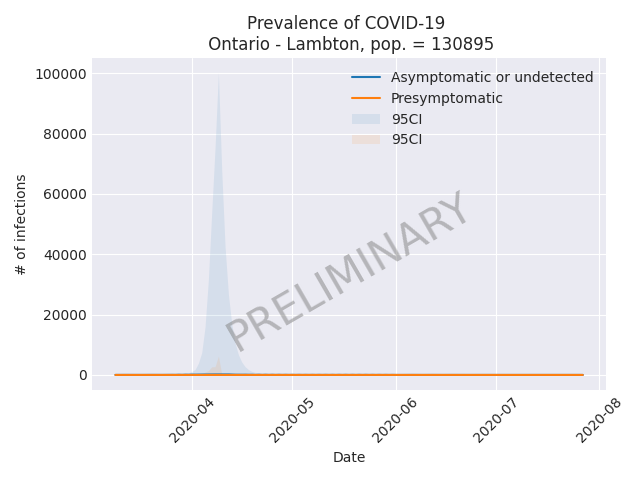 Prevalence of COVID-19
Ontario - Lambton, pop. = 130895
100000
80000
60000
40000
20000
0
# of infections
Asymptomatic or undetected
Presymptomatic
95CI
95CI
PRELIMINARY
2020-04
2020-05
2020-06
2020-07
2020-08
Date